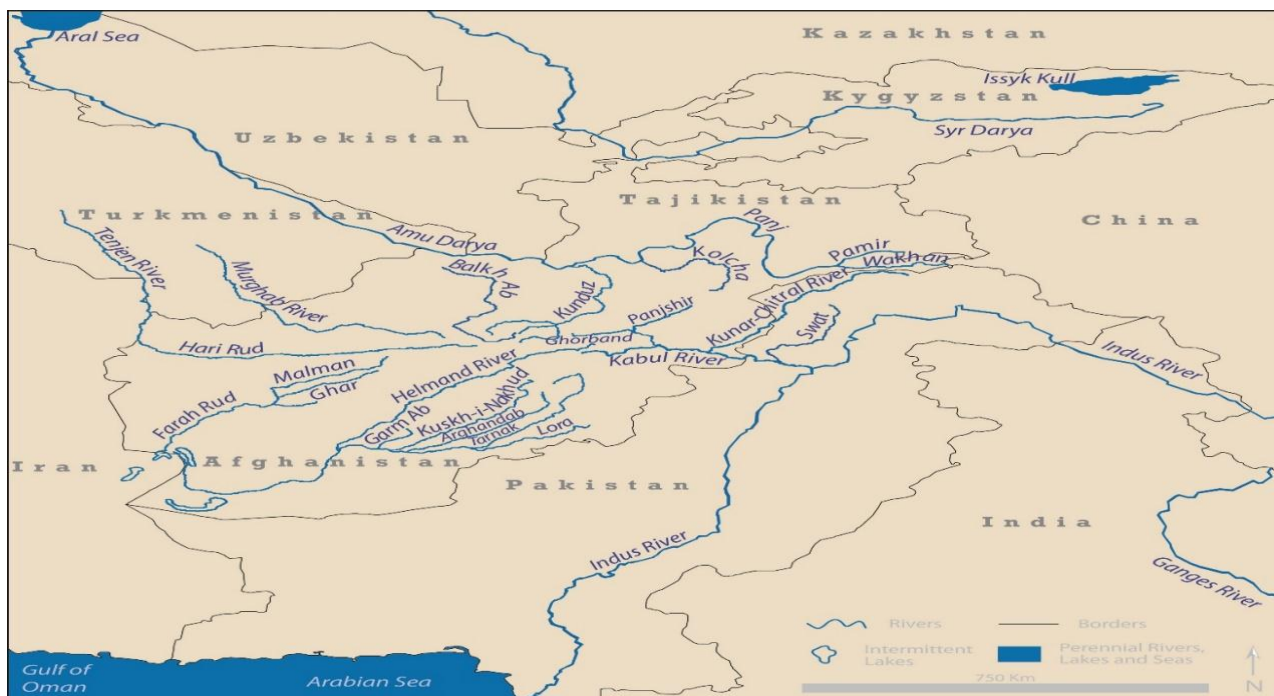 Aral Sea
Kazakhstan
Issyk Kull
Kygyzstan
Syr Darya
Uzbekistan
Tajikistan
China
Turkmenistan
Amu Darya
Panj
Tenjen River
Murghab River
Balkh Ab
Kunduz
Kolcha
Pamir
Wakhan
Panjshir
Kunar-Chitral River
Swat
Ghorband
Kabul River
Hari Rud
Malman
Ghar
Farah Rud
Helmand River
Garm Ab
Kuskh-i-Nakhud
Arghandab
Tarnak
Lora
Indus River
Iran
Afghanistan
Pakistan
India
Indus River
Ganges River
Rivers
Borders
Intermittent
Lakes
Perennial Rivers,
Lakes and Seas
750 Km
N
Gulf of
Oman
Arabian Sea